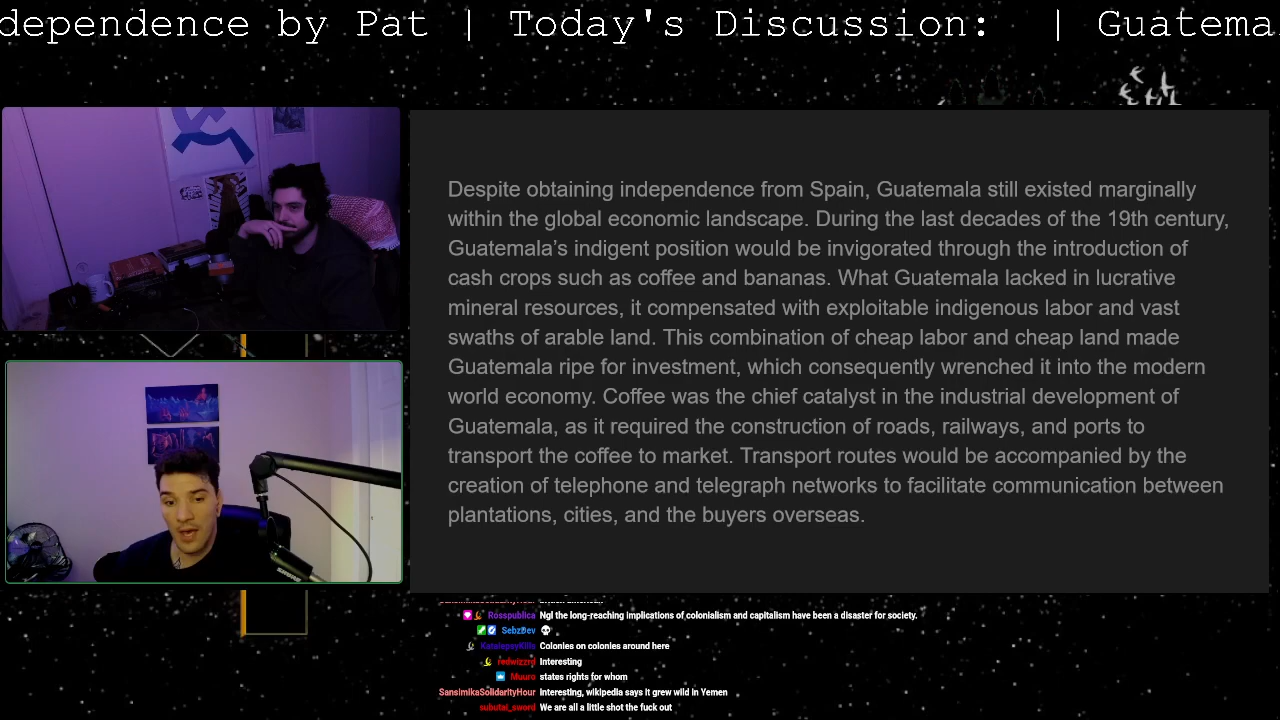 dependence by Pat | Today's Discussion:  | Guatema
Despite obtaining independence from Spain, Guatemala still existed marginally
within the global economic landscape. During the last decades of the 19th century,
Guatemala's indigent position would be invigorated through the introduction of
cash crops such as coffee and bananas. What Guatemala lacked in lucrative
mineral resources, it compensated with exploitable indigenous labor and vast
swaths of arable land. This combination of cheap labor and cheap land made
Guatemala ripe for investment, which consequently wrenched it into the modern
world economy. Coffee was the chief catalyst in the industrial development of
Guatemala, as it required the construction of roads, railways, and ports to
transport the coffee to market. Transport routes would be accompanied by the
creation of telephone and telegraph networks to facilitate communication between
plantations, cities, and the buyers overseas.
SHURE
Rosspublica Ngl the long-reaching implications of colonialism and capitalism have been a disaster for society.
SebzDev 💀
KatalepsyKills Colonies on colonies around here
redwizzrd Interesting
Muuro states rights for whom
SansimikaSolidarityHour Interesting, wikipedia says it grew wild in Yemen
subutai_sword We are all a little shot the fuck out